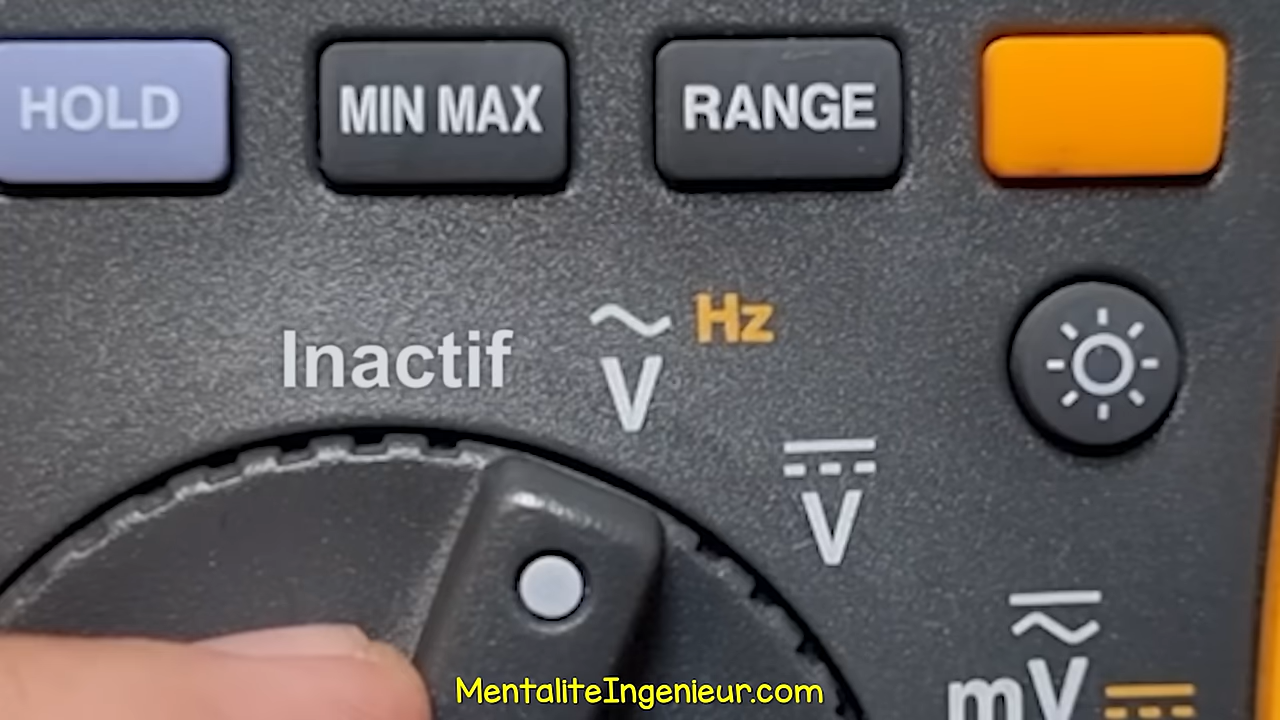 HOLD
MIN MAX
RANGE
Hz
Inactif
V
V
mV
MentaliteIngenieur.com